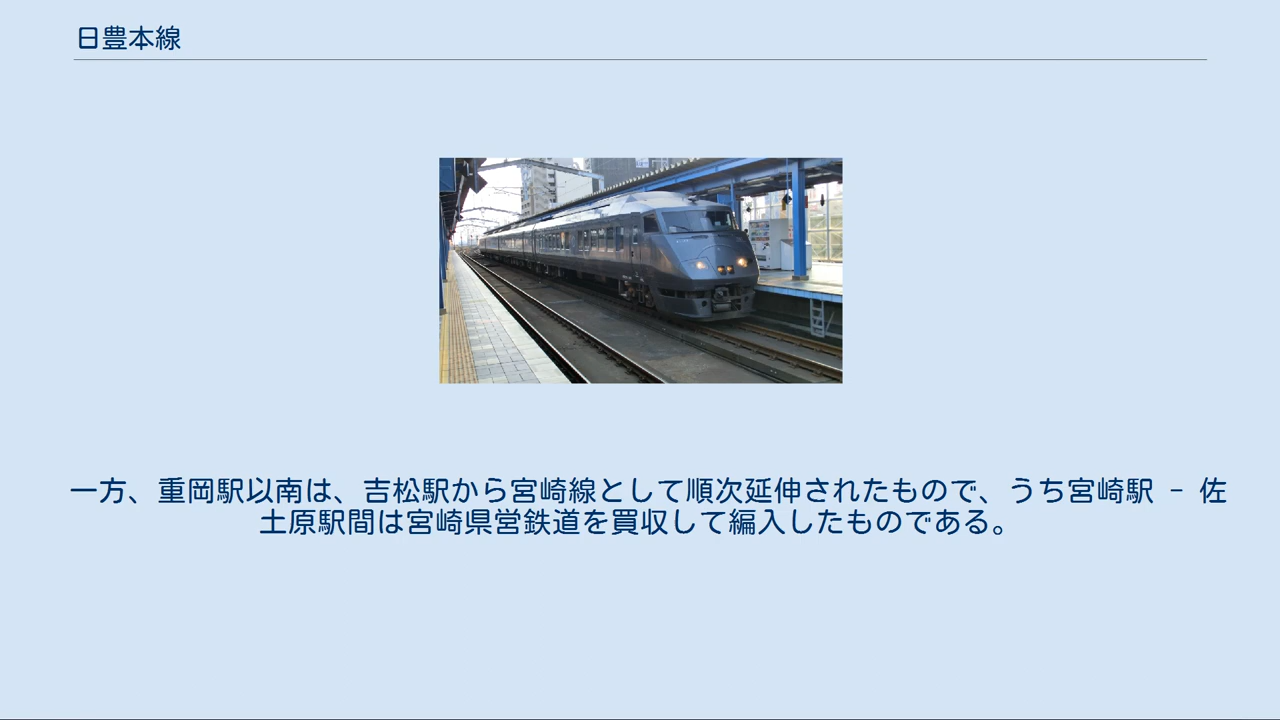 日豊本線
一方、重岡駅以南は、吉松駅から宮崎線として順次延伸されたもので、うち宮崎駅 - 佐
土原駅間は宮崎県営鉄道を買収して編入したものである。